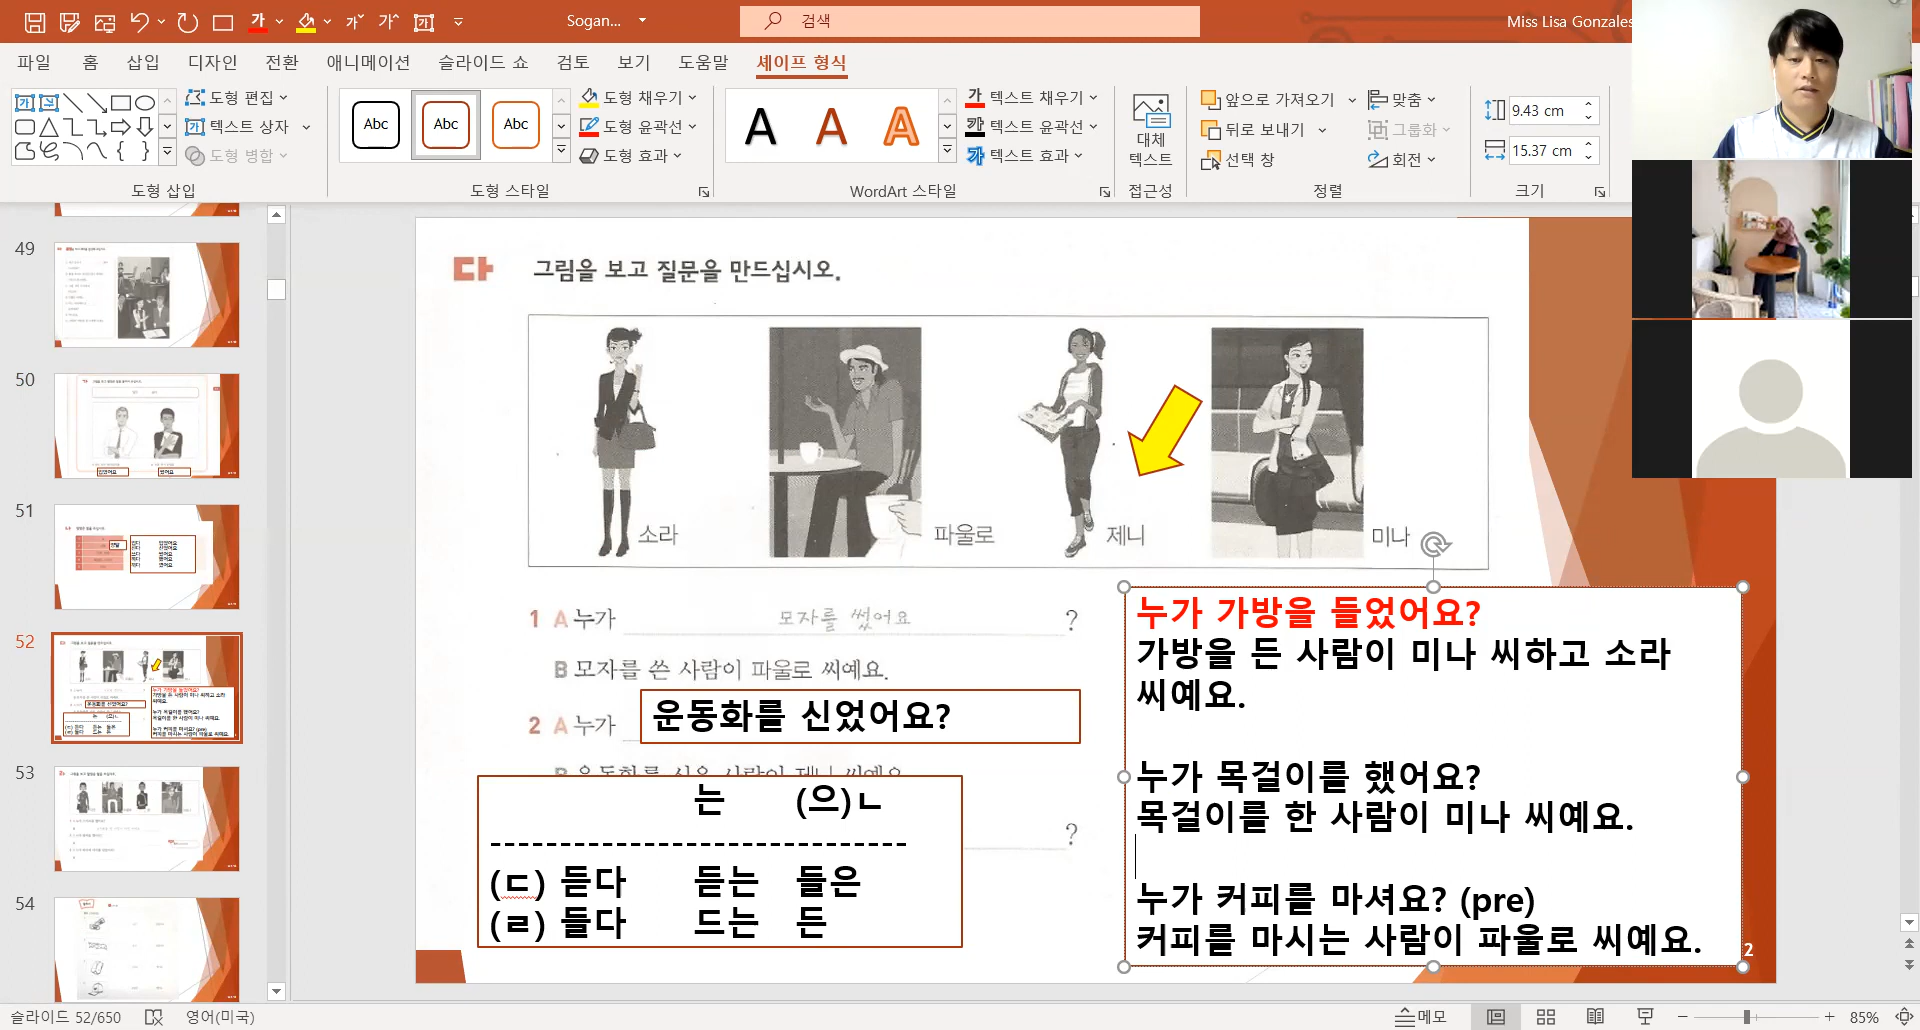 Sogan...
검색
Miss Lisa Gonzales
파일 홈 삽입 디자인 전환 애니메이션 슬라이드 쇼 검토 보기 도움말 셰이프 형식
도형 편집
텍스트 상자
도형 병합
도형 삽입
Abc Abc Abc
도형 채우기
도형 윤곽선
도형 효과
도형 스타일
A A A
텍스트 채우기
텍스트 윤곽선
텍스트 효과
WordArt 스타일
대체
텍스트
접근성
앞으로 가져오기
뒤로 보내기
선택 창
맞춤
그룹화
회전
정렬
9.43 cm
15.37 cm
크기
49
50
51
52
53
54
다 그림을 보고 질문을 만드십시오.
소라
파울로
제니
미나
1 A 누가 모자를 썼어요 ?
B 모자를 쓴 사람이 파울로 씨예요.
2 A 누가
운동화를 신었어요?
B 운동화를 신은 사람이 제니 씨예요
?
는 (으)ㄴ
------------------------------
(ㄷ) 듣다 듣는 들은
(ㄹ) 들다 드는 든
누가 가방을 들었어요?
가방을 든 사람이 미나 씨하고 소라
씨예요.
누가 목걸이를 했어요?
목걸이를 한 사람이 미나 씨예요.
누가 커피를 마셔요? (pre)
커피를 마시는 사람이 파울로 씨예요.
2
슬라이드 52/650
영어(미국)
메모
85%